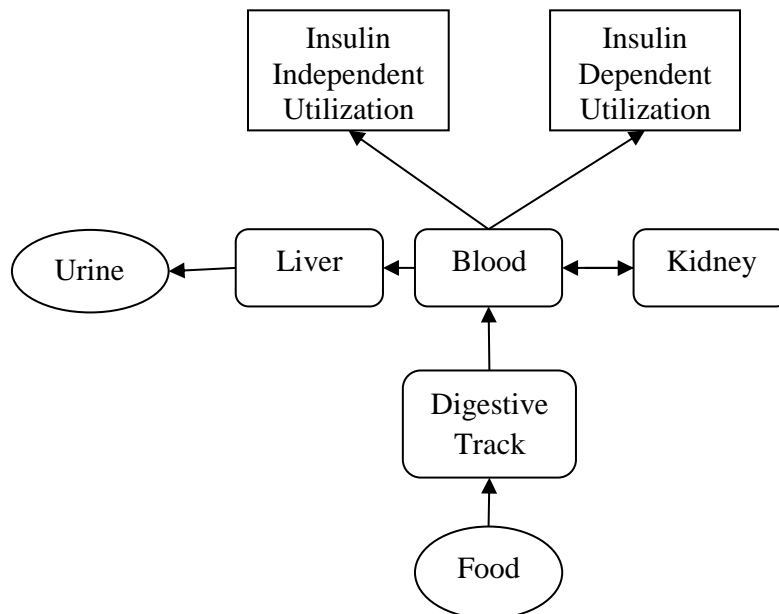 Insulin
Independent
Utilization
Insulin
Dependent
Utilization
Urine
Liver
Blood
Kidney
Digestive
Track
Food